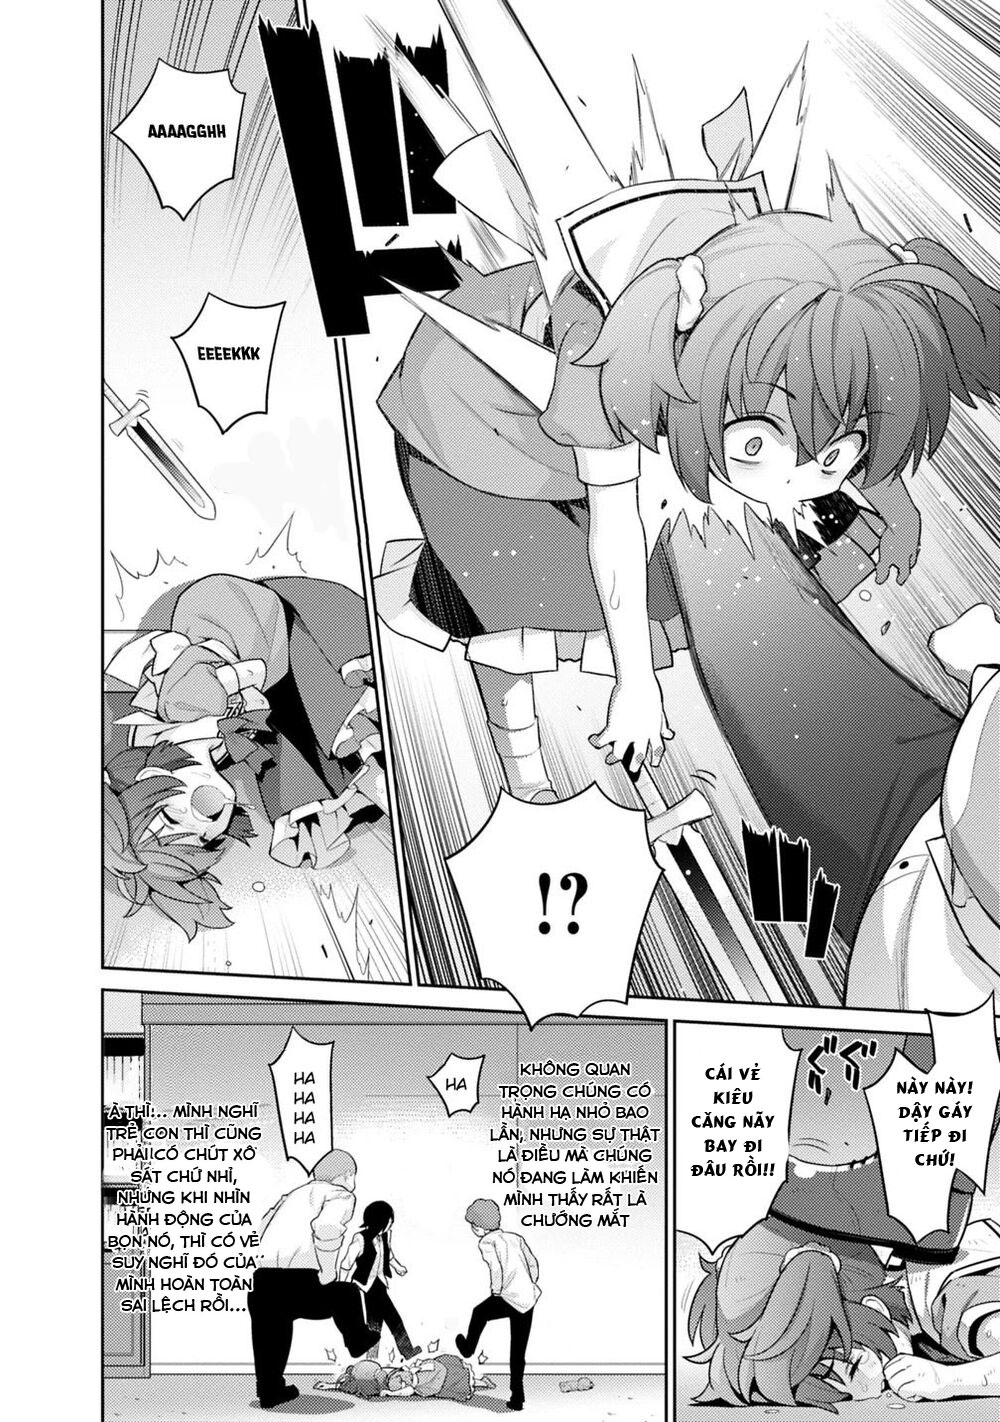 !?
AAAAGGHH
EEEEKKK
NÀY NÀY!
DẬY GÁY
TIẾP ĐI
CHỨ!
CÁI VẺ
KIÊU
CĂNG NÃY
BAY ĐI
ĐÂU RỒI!!
KHÔNG QUAN
TRỌNG CHÚNG CÓ
HÀNH HẠ NHỎ BAO
LẦN, NHƯNG SỰ THẬT
LÀ ĐIỀU MÀ CHÚNG
NÓ ĐANG LÀM KHIẾN
MÌNH THẤY RẤT LÀ
CHƯỚNG MẮT
HA
HA
HA
HA
HA
À THÌ... MÌNH NGHĨ
TRẺ CON THÌ CŨNG
PHẢI CÓ CHÚT XỜ
SÁT CHỨ NHỈ,
NHƯNG KHI NHÌN
HÀNH ĐỘNG CỦA
BON NÓ, THÌ CÓ VẺ
SUY NGHĨ ĐÓ CỦA
MÌNH HOÀN TOÀN
SAI LỆCH RỒI...